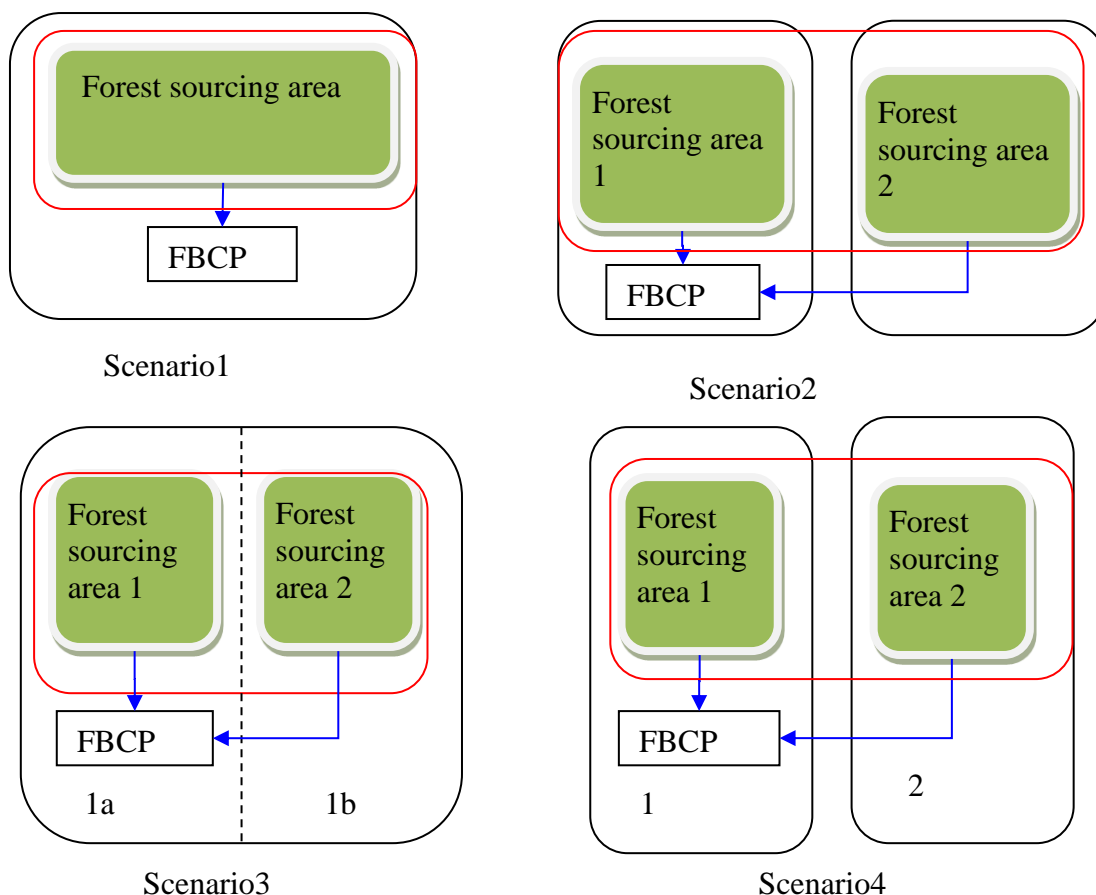 Forest sourcing area
FBCP
Scenario1
Forest
sourcing area
1
Forest
sourcing area
2
FBCP
Scenario2
Forest
sourcing
area 1
Forest
sourcing
area 2
FBCP
1a
1b
Scenario3
Forest
sourcing
area 1
Forest
sourcing
area 2
FBCP
1
2
Scenario4